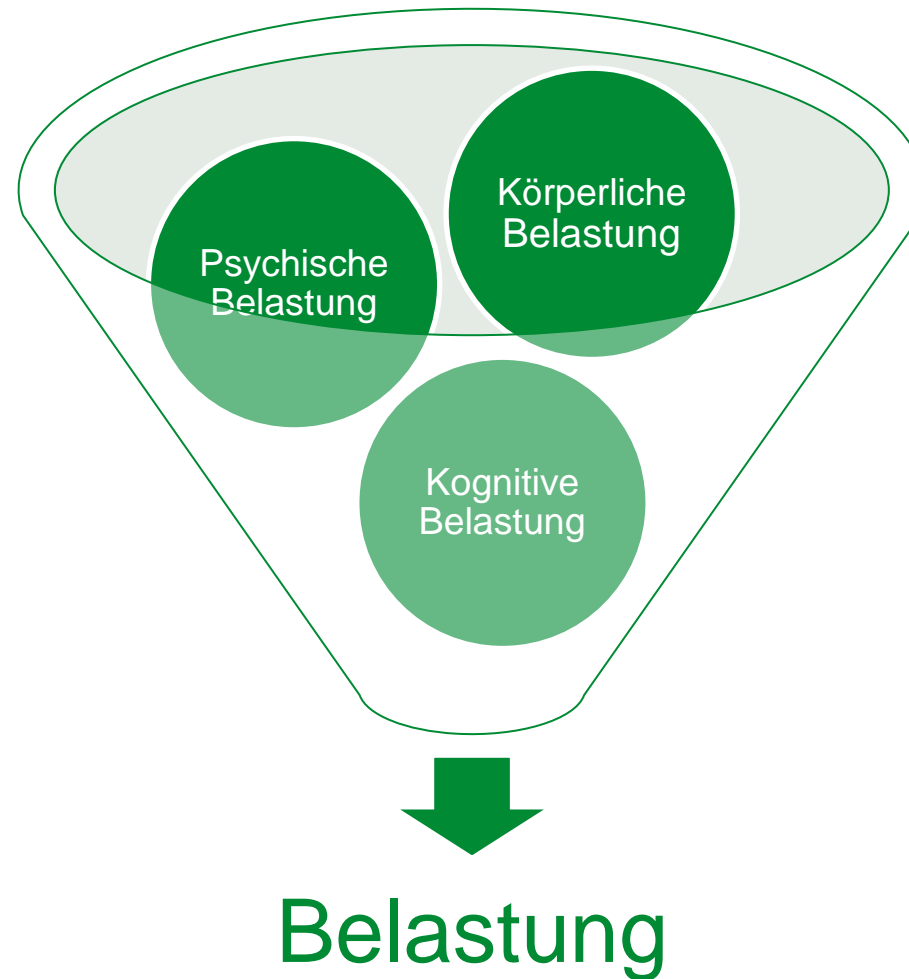 Körperliche
Belastung
Psychische
Belastung
Kognitive
Belastung
Belastung